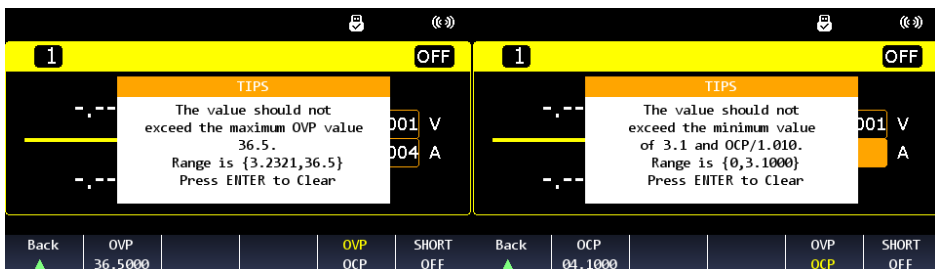 1 OFF
TIPS
The value should not
exceed the maximum OVP value
36.5.
Range is {3.2321,36.5}
Press ENTER to Clear
-.--
001 V
004 A
-.--
Back OVP OVP SHORT
36.5000 OCP OFF
1 OFF
TIPS
The value should not
exceed the minimum value
of 3.1 and OCP/1.010.
Range is {0,3.1000}
Press ENTER to Clear
-.--
001 V
A
-.--
Back OCP OVP SHORT
04.1000 OCP OFF